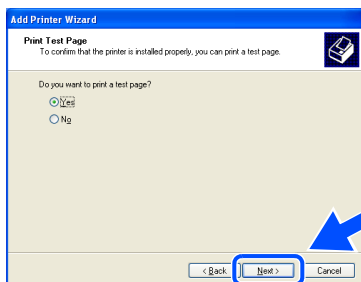 Add Printer Wizard
Print Test Page
To confirm that the printer is installed properly, you can print a test page.
Do you want to print a test page?
Yes
No
< Back Next > Cancel